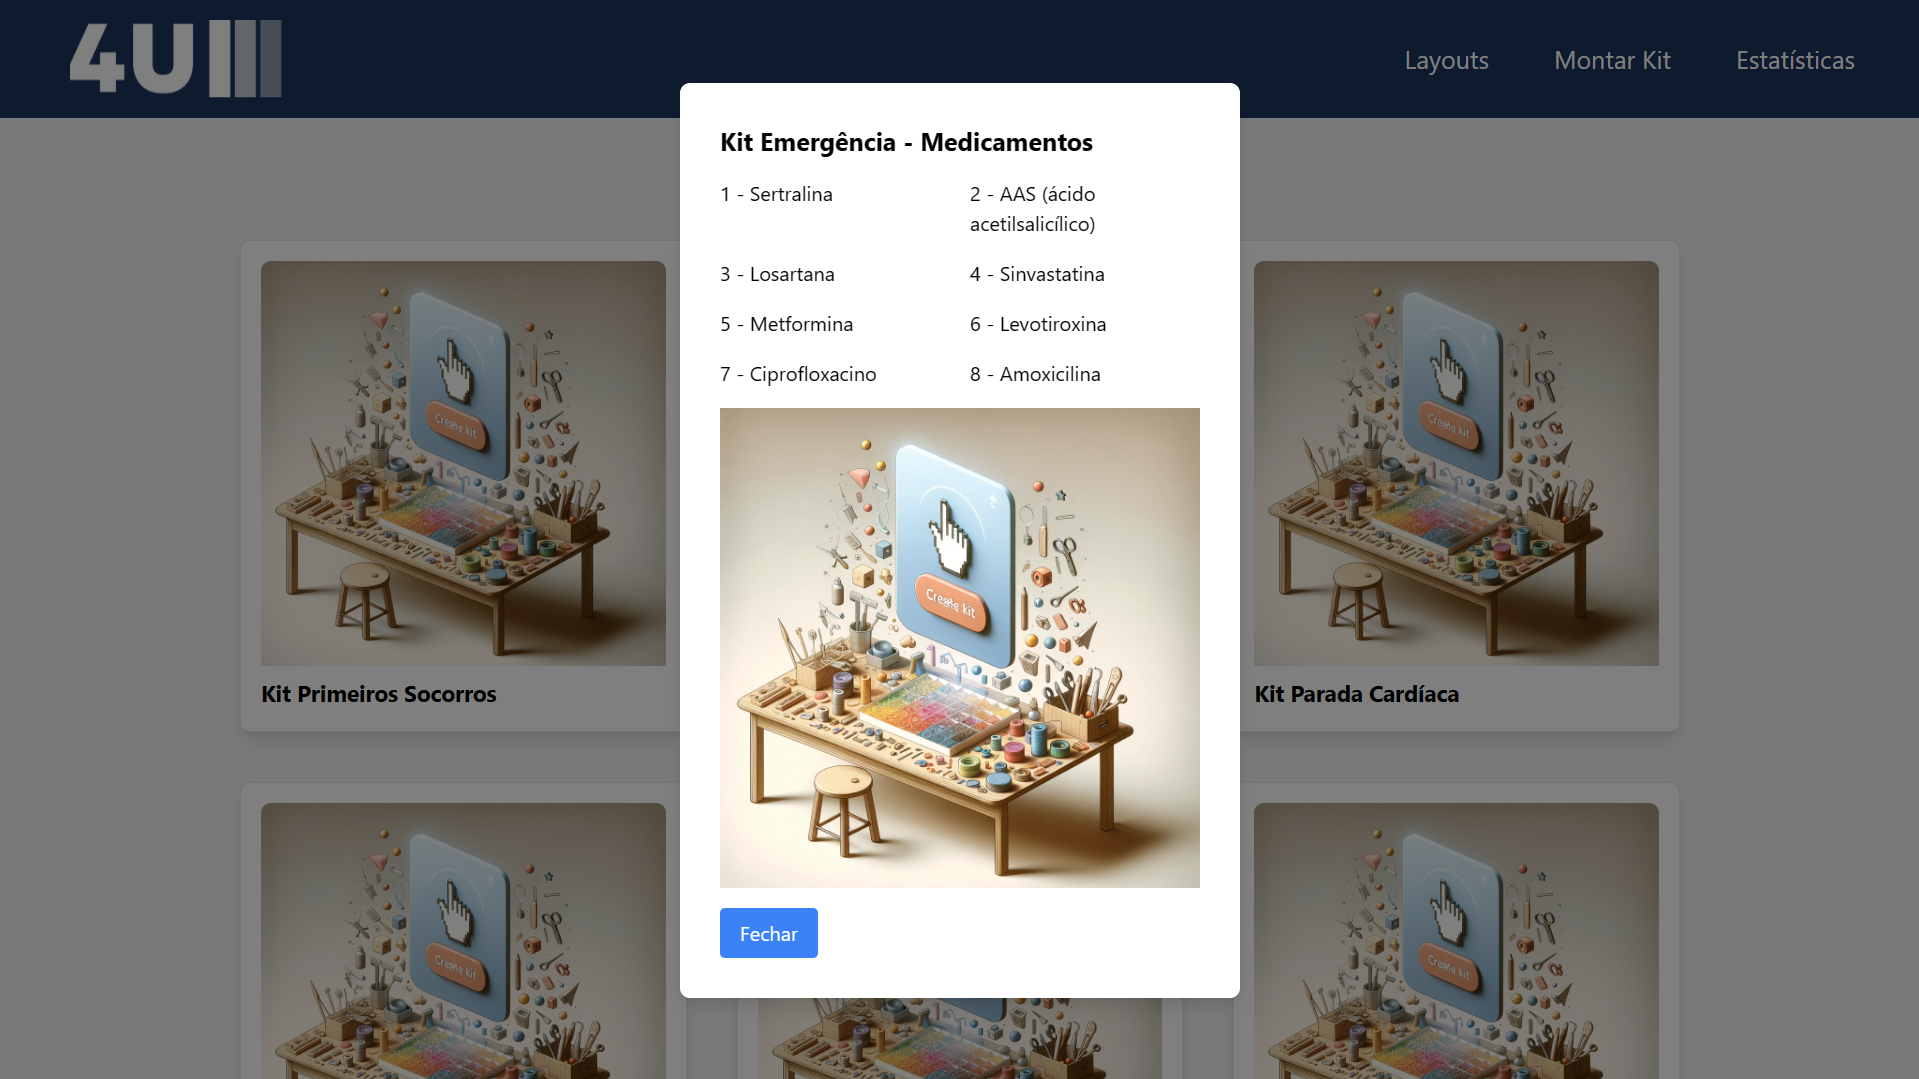 4U
Layouts
Montar Kit
Estatísticas
Kit Emergência - Medicamentos
1 - Sertralina
2 - AAS (ácido
acetilsalicílico)
3 - Losartana
4 - Sinvastatina
5 - Metformina
6 - Levotiroxina
7 - Ciprofloxacino
8 - Amoxicilina
Create kit
Fechar
Create kit
Kit Primeiros Socorros
Create kit
Kit Parada Cardíaca
Create kit
Create kit